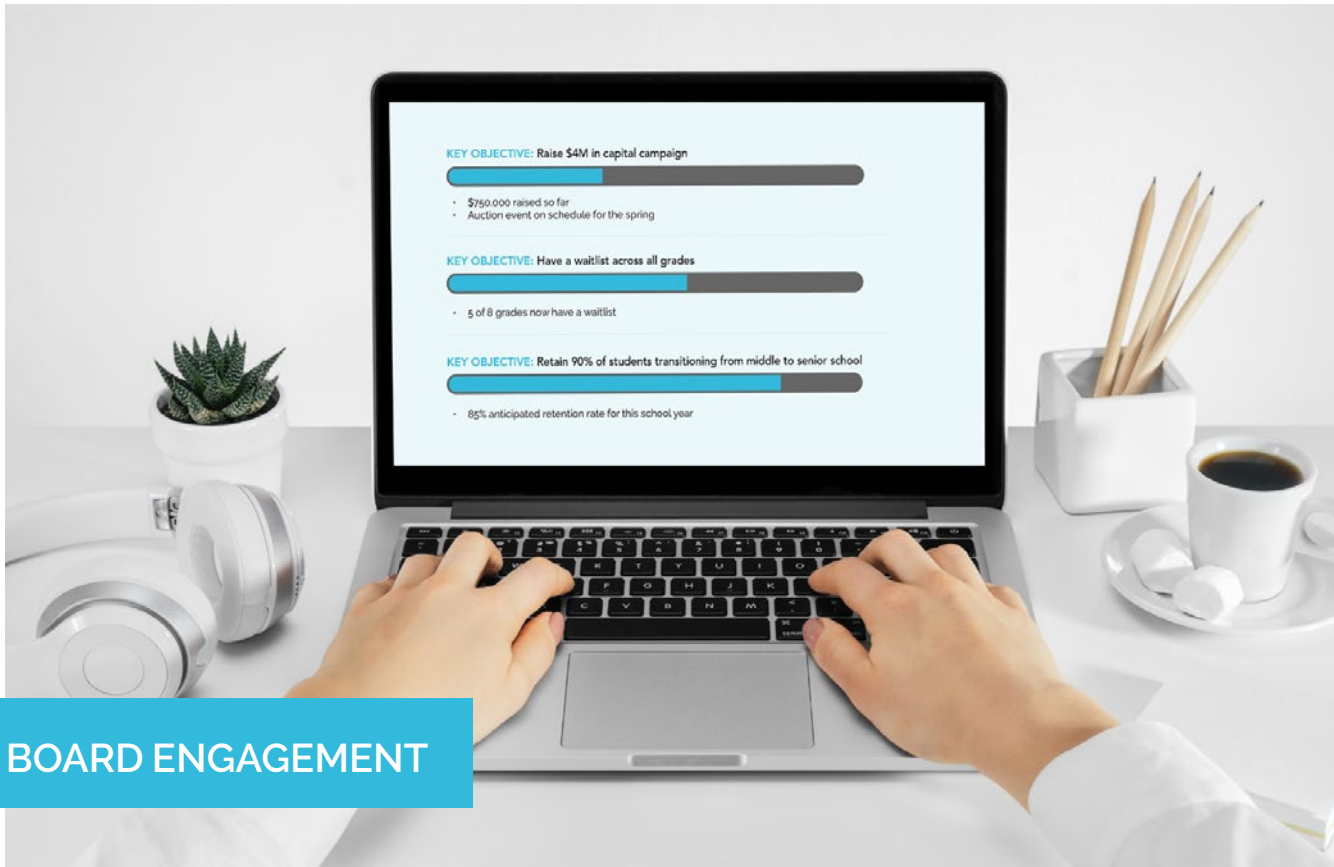 KEY OBJECTIVE: Raise $4M in capital campaign
• $750,000 raised so far
• Auction event on schedule for the spring
KEY OBJECTIVE: Have a waitlist across all grades
• 5 of 8 grades now have a waitlist
KEY OBJECTIVE: Retain 90% of students transitioning from middle to senior school
• 85% anticipated retention rate for this school year
BOARD ENGAGEMENT